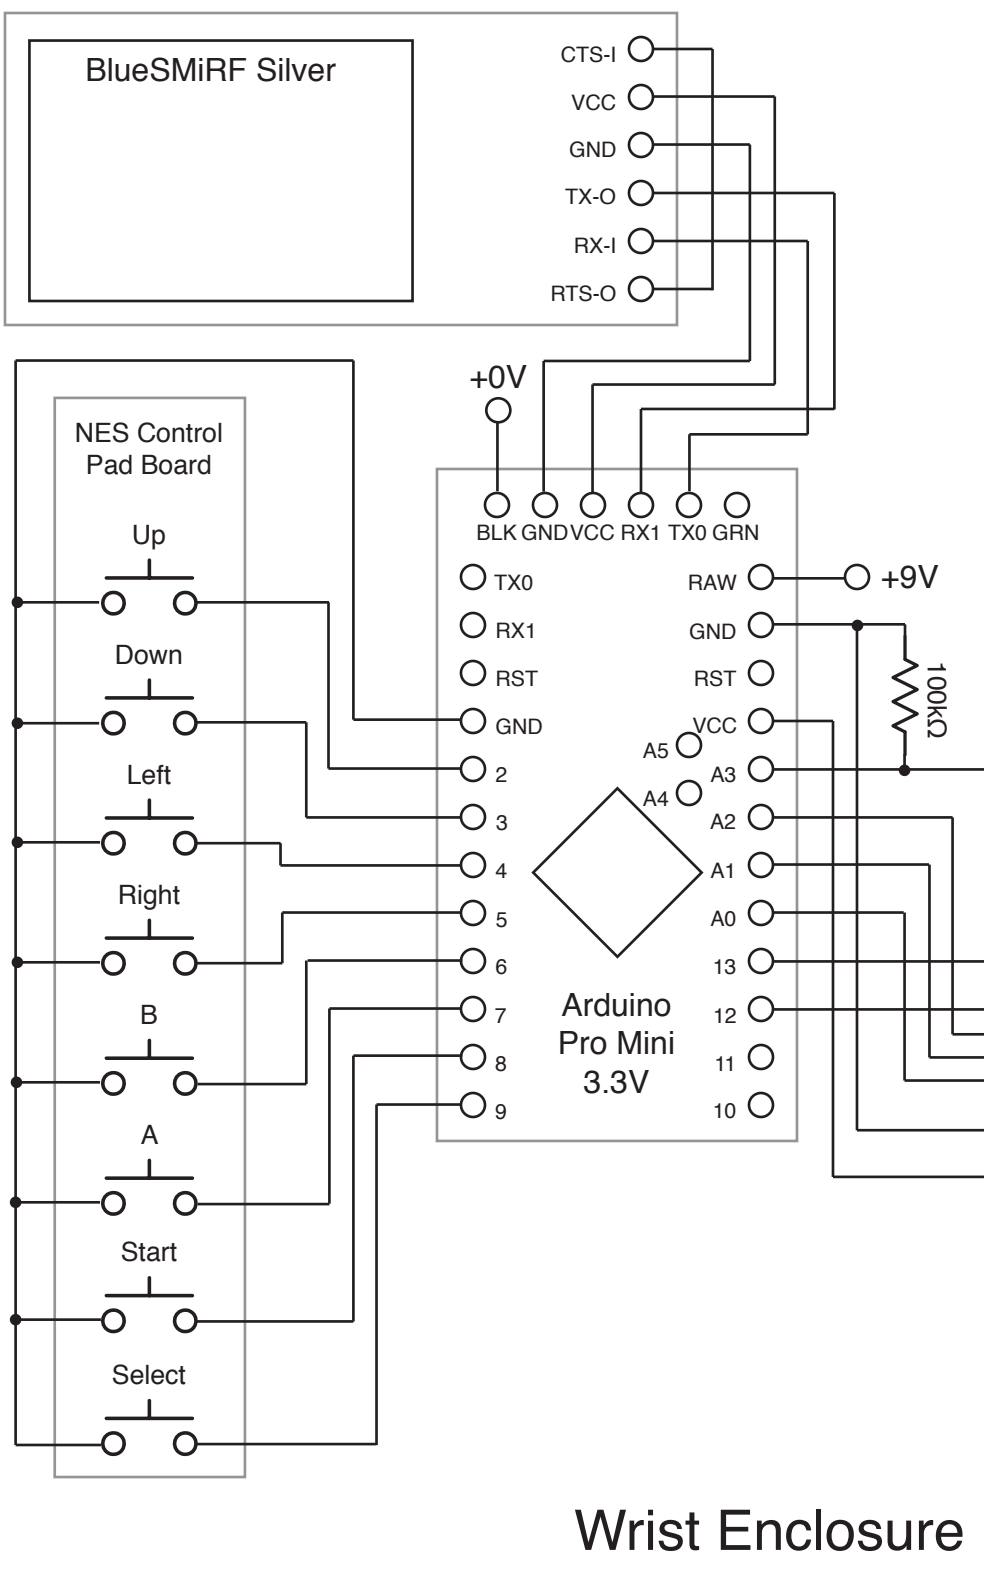 BlueSMiRF Silver
CTS-I
VCC
GND
TX-O
RX-I
RTS-O
+0V
NES Control
Pad Board
Up
Down
Left
Right
B
A
Start
Select
BLK GND VCC RX1 TX0 GRN
TX0
RX1
RST
GND
2
3
4
5
6
7
8
9
RAW
GND
RST
VCC
A5
A3
A4
A2
A1
A0
13
12
11
10
Arduino
Pro Mini
3.3V
+9V
100kΩ
Wrist Enclosure